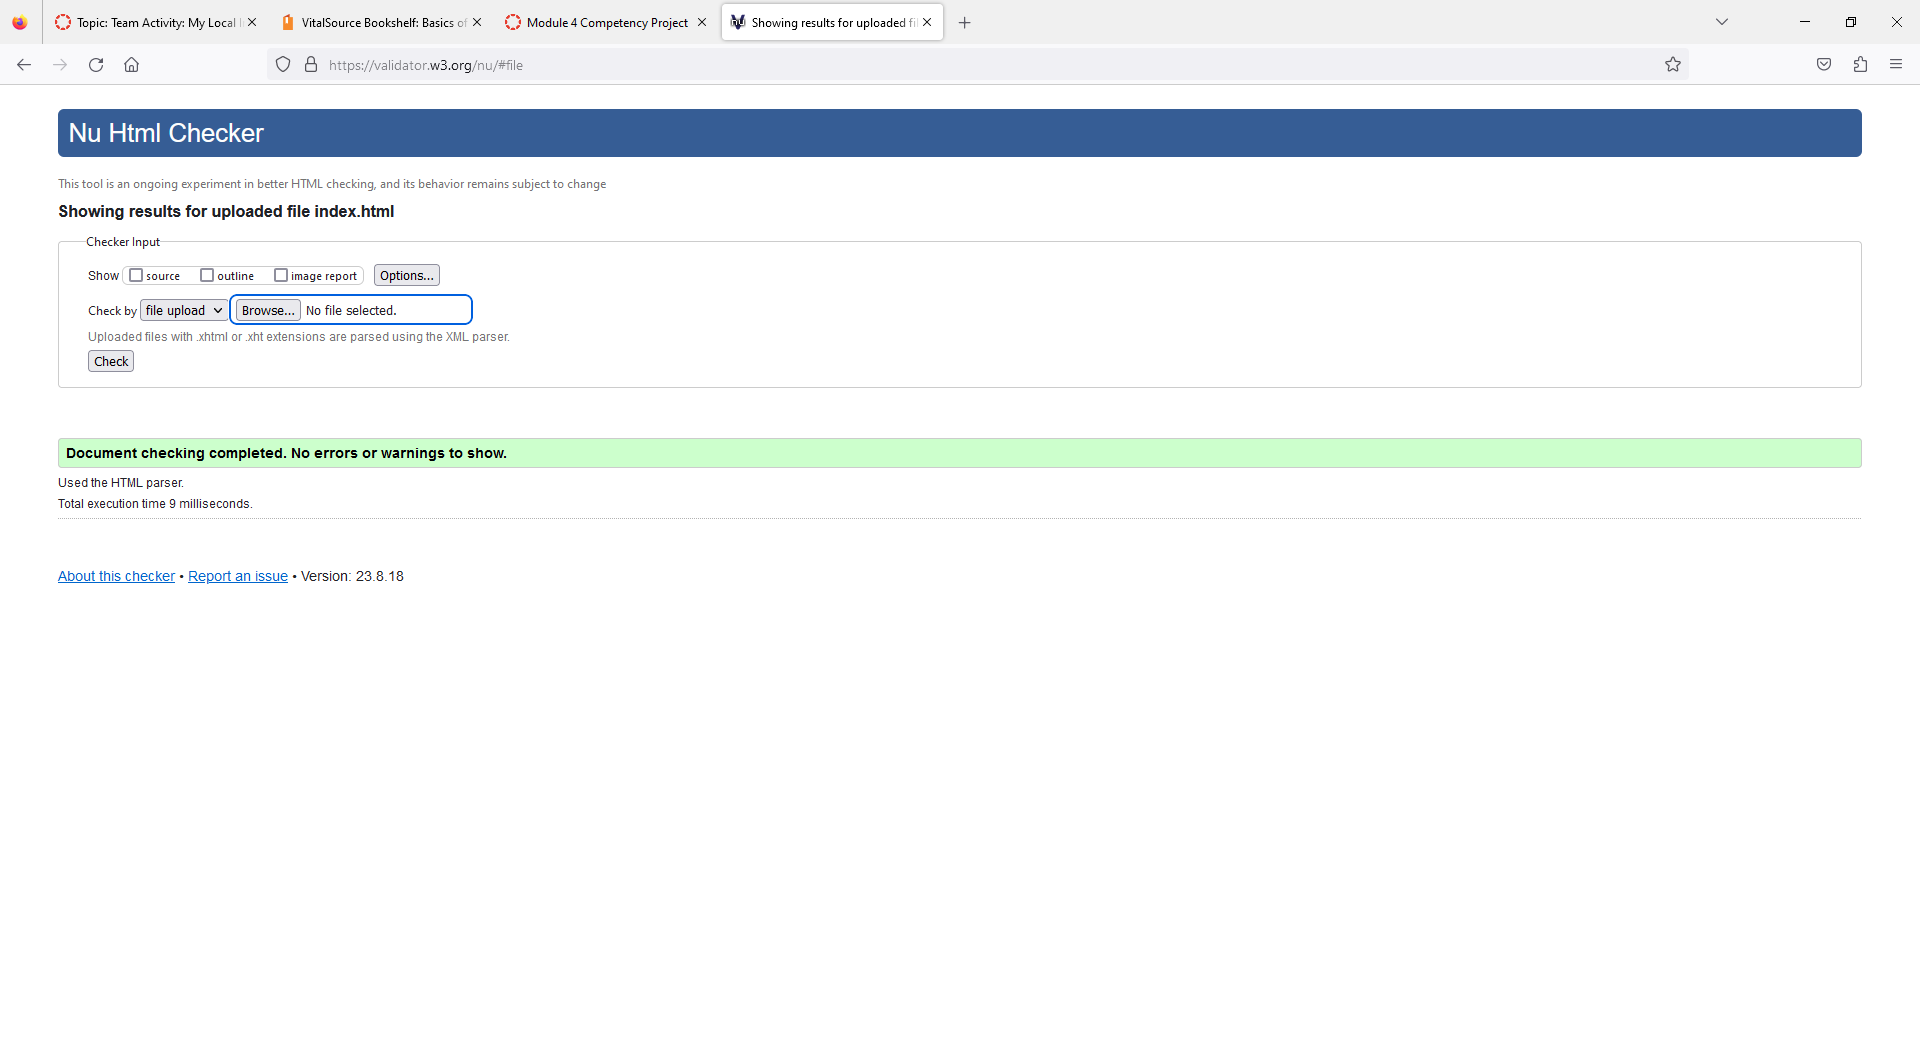 Topic: Team Activity: My Local
VitalSource Bookshelf: Basics of
Module 4 Competency Project
Showing results for uploaded fi
https://validator.w3.org/nu/#file
Nu Html Checker
This tool is an ongoing experiment in better HTML checking, and its behavior remains subject to change
Showing results for uploaded file index.html
Checker Input
Show source outline image report Options...
Check by file upload Browse... No file selected.
Uploaded files with .xhtml or .xht extensions are parsed using the XML parser.
Check
Document checking completed. No errors or warnings to show.
Used the HTML parser.
Total execution time 9 milliseconds.
About this checker • Report an issue • Version: 23.8.18